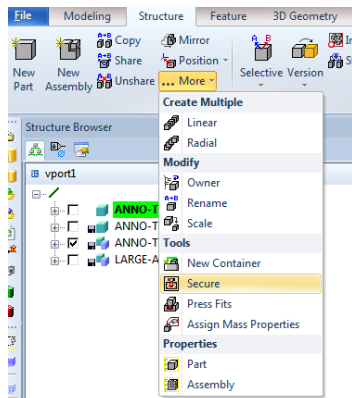 File Modeling Structure Feature 3D Geometry
Copy Mirror
Share Position
New Part New Assembly Unshare ... More Selective Version
Create Multiple
Linear
Radial
Structure Browser
Modify
vport1
Owner
Rename
ANNO-T
Scale
ANNO-T
Tools
ANNO-T
New Container
LARGE-A
Secure
Press Fits
Assign Mass Properties
Properties
Part
Assembly